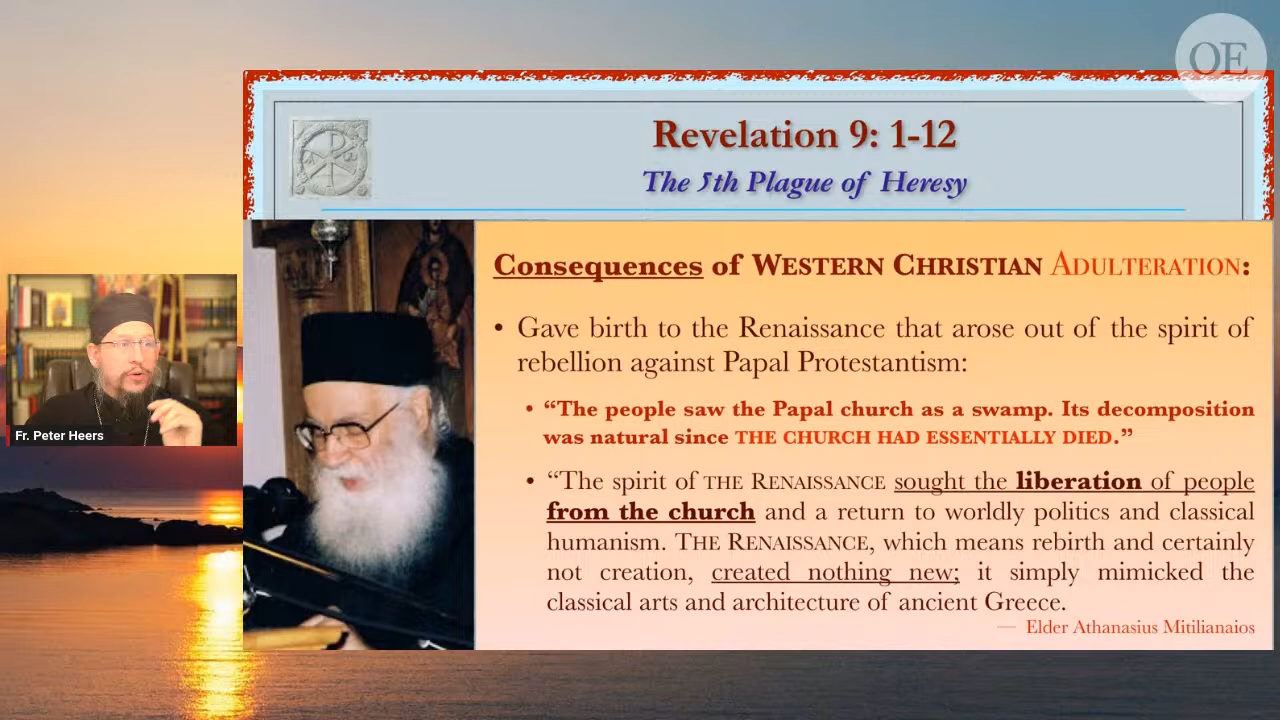 OE
Revelation 9: 1-12
The 5th Plague of Heresy
Consequences of WESTERN CHRISTIAN ADULTERATION:
• Gave birth to the Renaissance that arose out of the spirit of
rebellion against Papal Protestantism:
• “The people saw the Papal church as a swamp. Its decomposition
was natural since THE CHURCH HAD ESSENTIALLY DIED.”
• “The spirit of THE RENAISSANCE sought the liberation of people
from the church and a return to worldly politics and classical
humanism. THE RENAISSANCE, which means rebirth and certainly
not creation, created nothing new; it simply mimicked the
classical arts and architecture of ancient Greece.
— Elder Athanasius Mitilianaios
Fr. Peter Heers